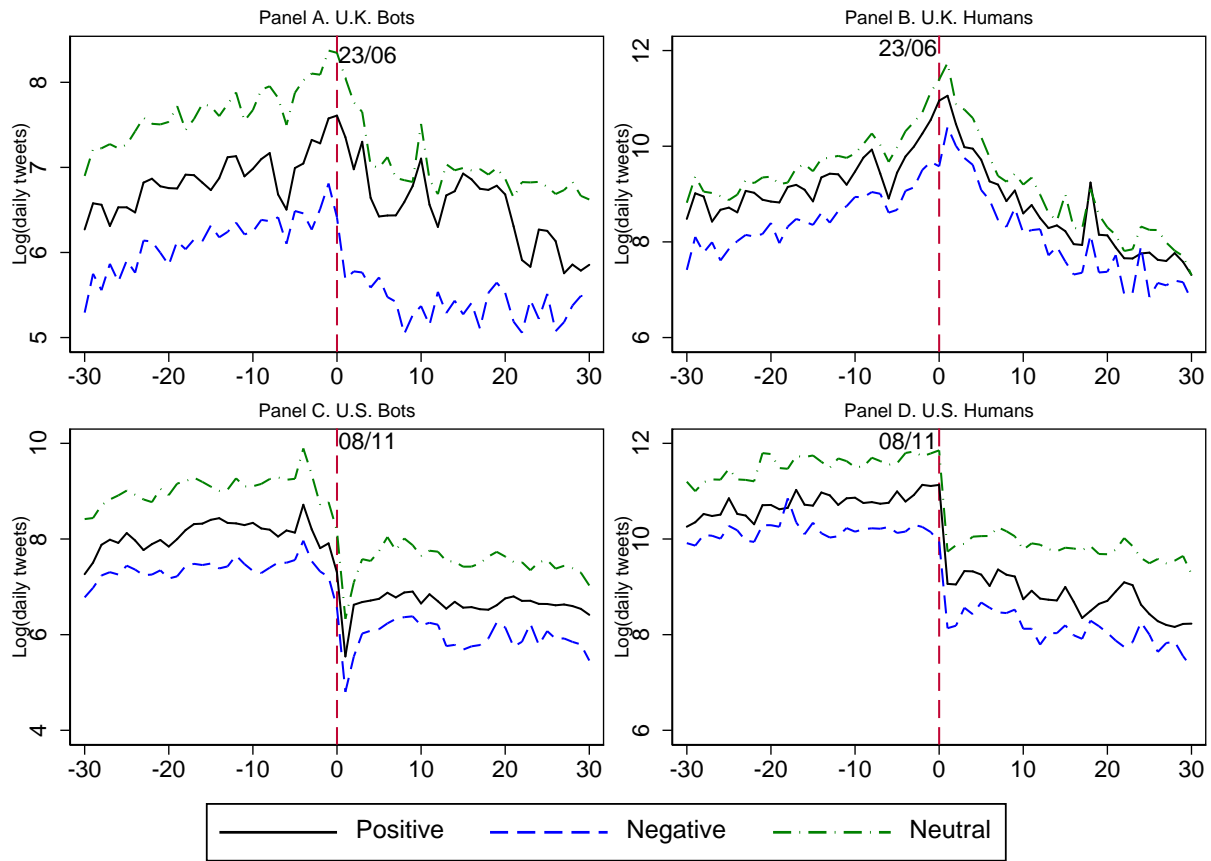 Panel A. U.K. Bots
Log(daily tweets)
5 6 7 8
23/06
-30 -20 -10 0 10 20 30
Panel B. U.K. Humans
Log(daily tweets)
6 8 10 12
23/06
-30 -20 -10 0 10 20 30
Panel C. U.S. Bots
Log(daily tweets)
4 6 8 10
08/11
-30 -20 -10 0 10 20 30
Panel D. U.S. Humans
Log(daily tweets)
6 8 10 12
08/11
-30 -20 -10 0 10 20 30
Positive Negative Neutral